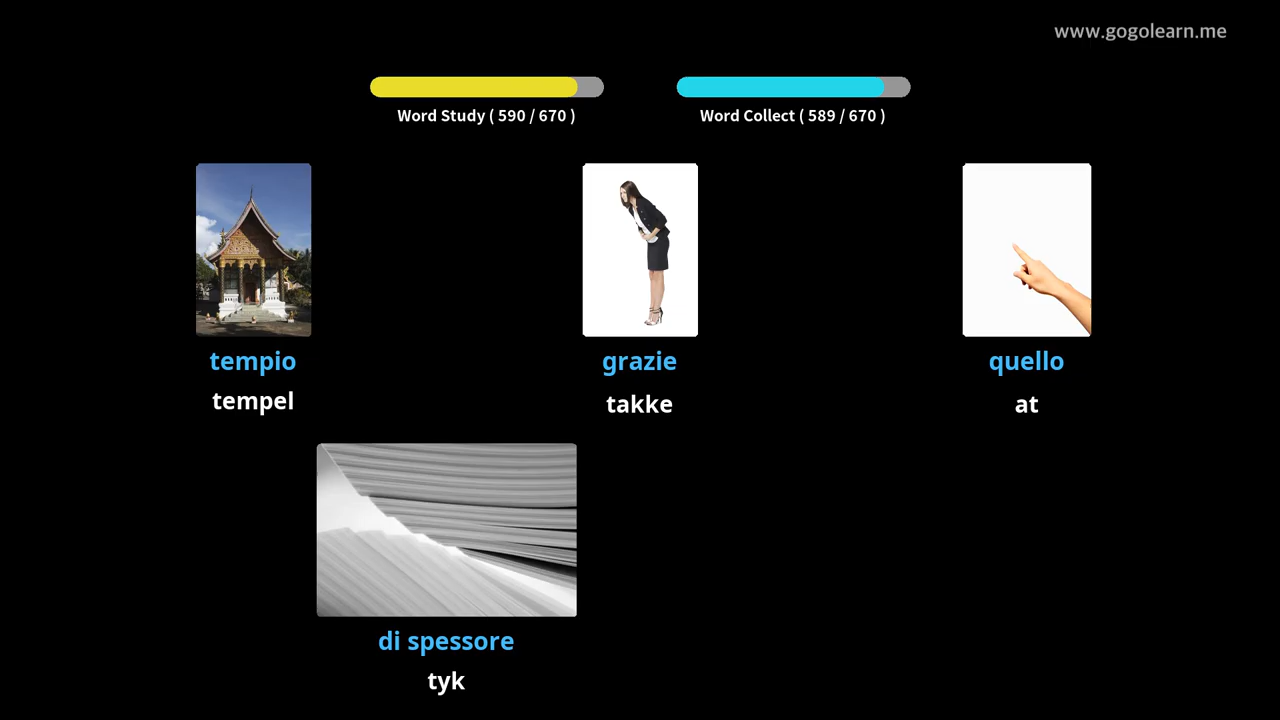 www.gogolearn.me
Word Study ( 590 / 670 )
Word Collect ( 589 / 670 )
tempio
grazie
quello
tempel
takke
at
di spessore
tyk